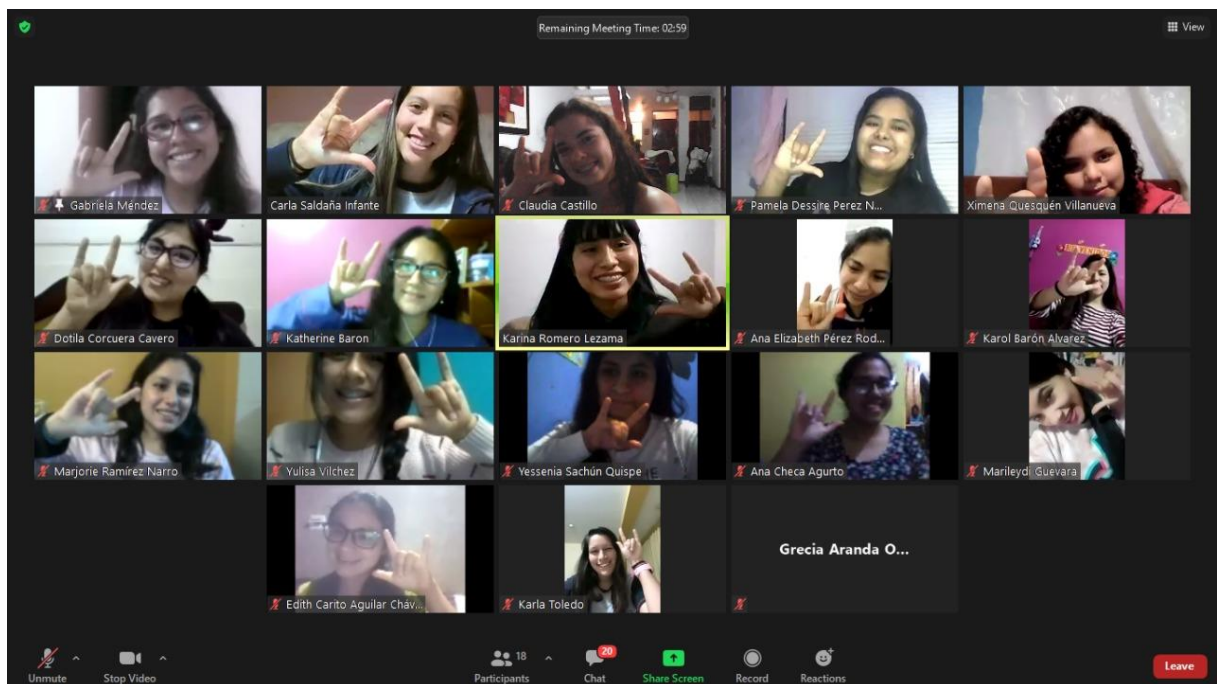 Remaining Meeting Time: 02:59
View
Gabriela Méndez
Carla Saldaña Infante
Claudia Castillo
Pamela Dessire Perez N...
Ximena Quesquén Villanueva
Dotila Corcuera Cavero
Katherine Baron
Karina Romero Lezama
Ana Elizabeth Pérez Rod...
Karol Barón Alvarez
Marjorie Ramírez Narro
Yulisa Vilchez
Yessenia Sachún Quispe
Ana Checa Agurto
Marileydi Guevara
Edith Carito Aguilar Cháv...
Karla Toledo
Grecia Aranda O...
Unmute
Stop Video
18
Participants
20
Chat
Share Screen
Record
Reactions
Leave